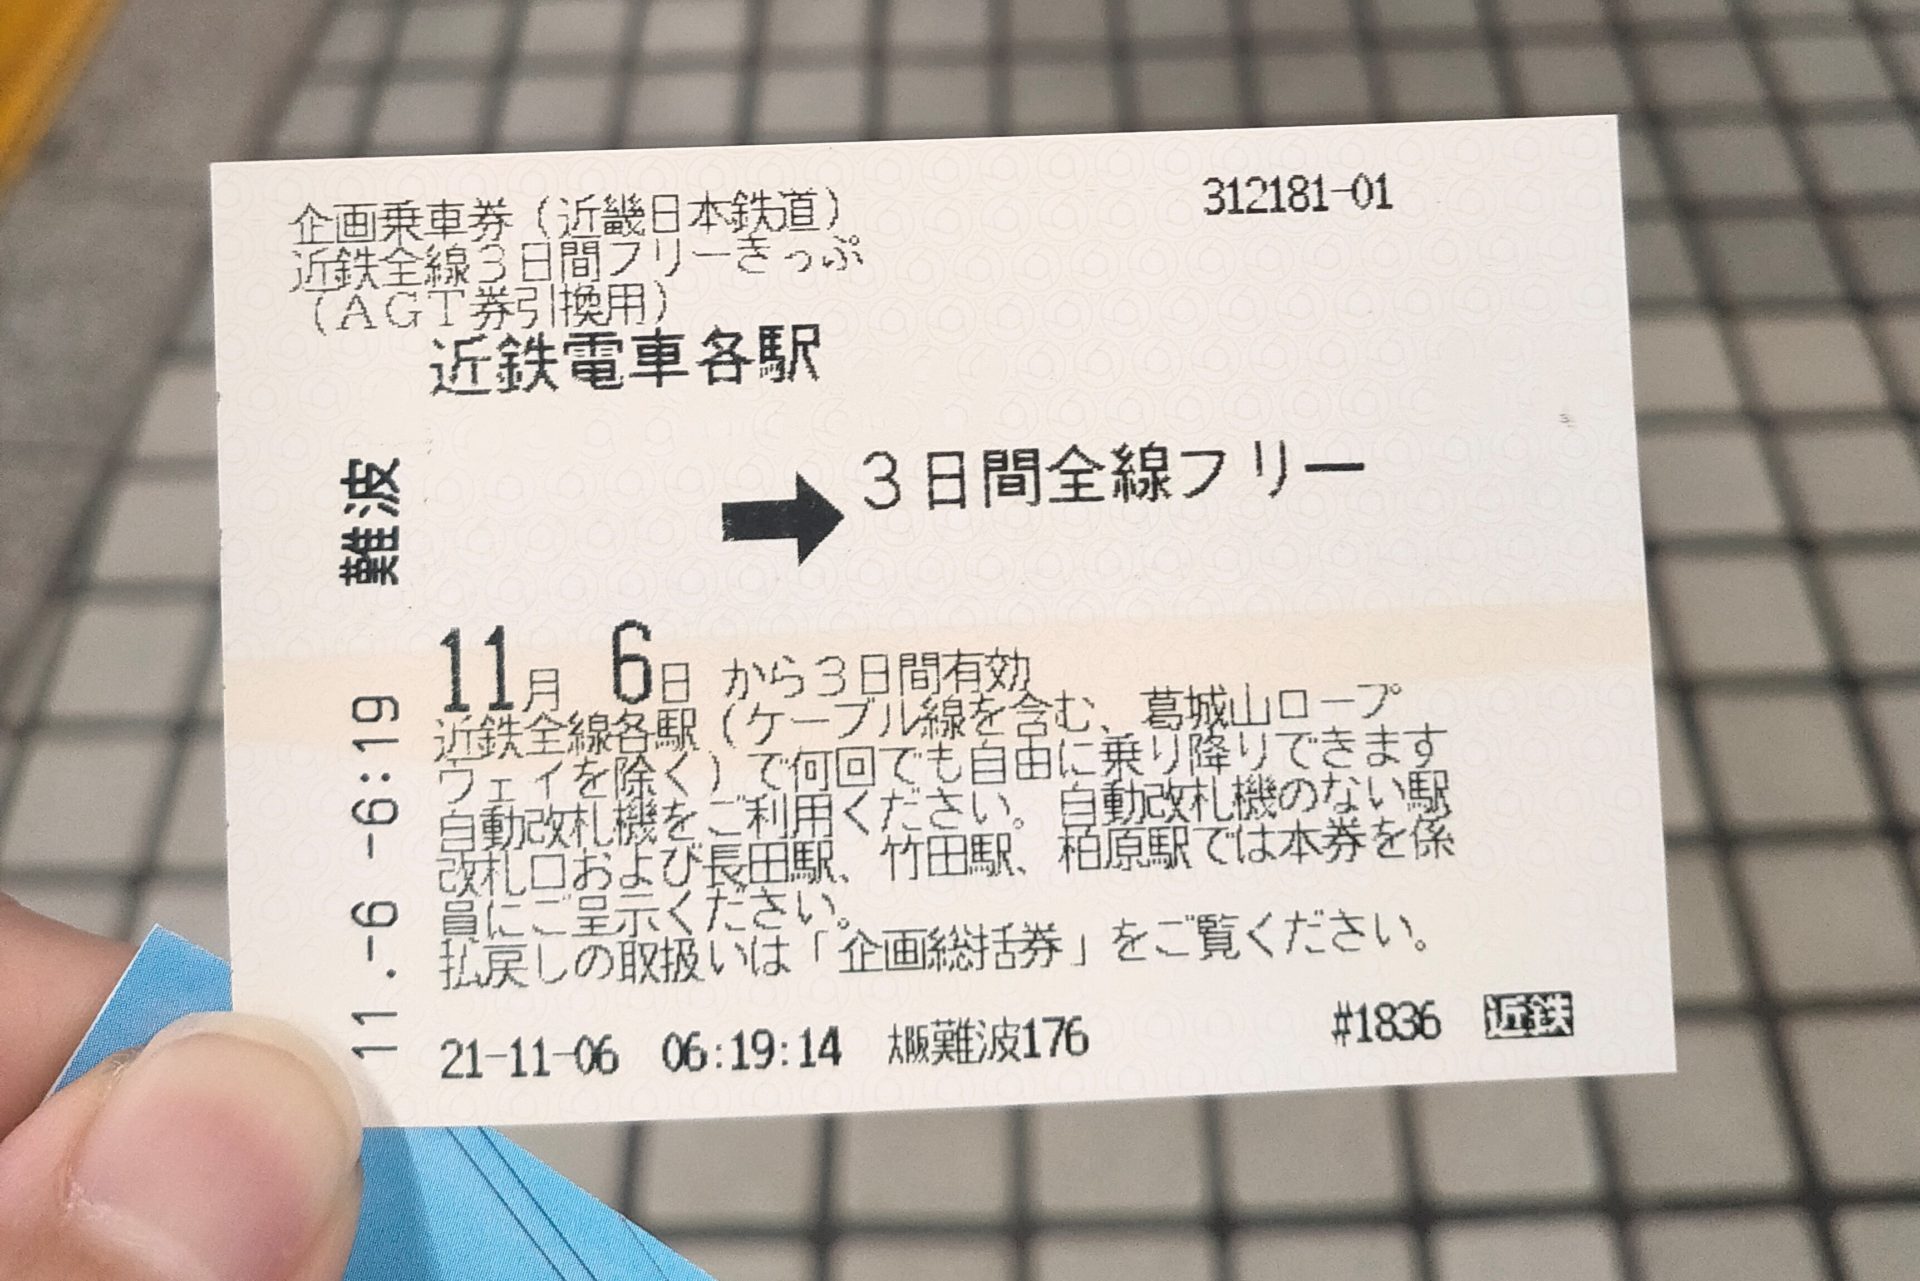 312181-01
企画乗車券(近畿日本鉄道)
近鉄全線3日間フリーきっぷ
(AGT券引換用)
近鉄電車各駅
難波
➡3日間全線フリー
11月 6日 から3日間有効
近鉄全線各駅(ケーブル線を含む、葛城山ロープ
ウェイを除く)で何回でも自由に乗り降りできます
自動改札機をご利用ください。自動改札機のない駅
改札口および長田駅、竹田駅、柏原駅では本券を係
員にご呈示ください。
払戻しの取扱いは「企画総括券」をご覧ください。
11.-6 -6:19
21-11-06 06:19:14 大阪難波176 #1836 近鉄